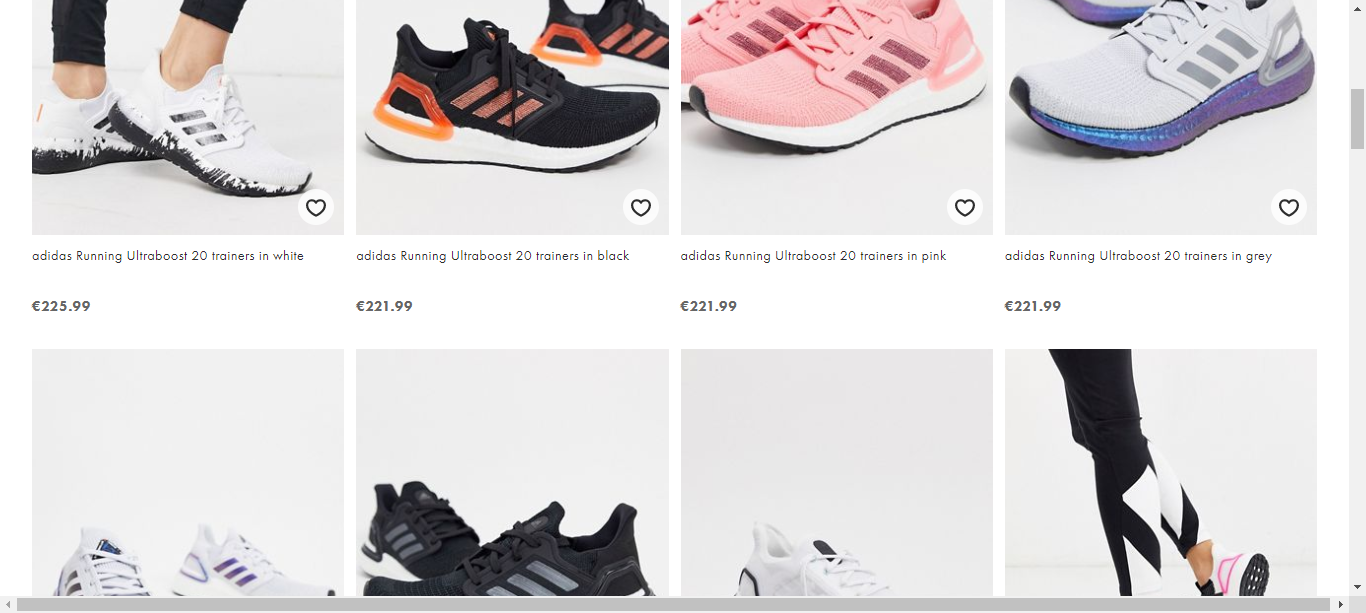 adidas Running Ultraboost 20 trainers in white
adidas Running Ultraboost 20 trainers in black
adidas Running Ultraboost 20 trainers in pink
adidas Running Ultraboost 20 trainers in grey
€225.99
€221.99
€221.99
€221.99